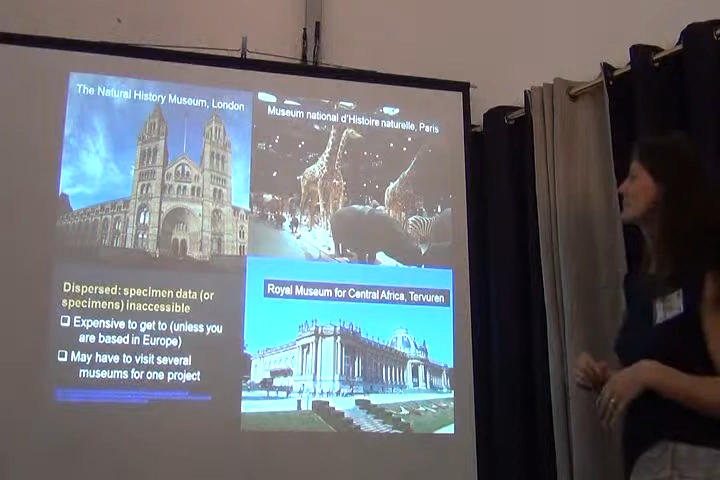 The Natural History Museum, London
Museum national d'Histoire naturelle, Paris
Royal Museum for Central Africa, Tervuren
Dispersed: specimen data (or
specimens) inaccessible
Expensive to get to (unless you
are based in Europe)
May have to visit several
museums for one project